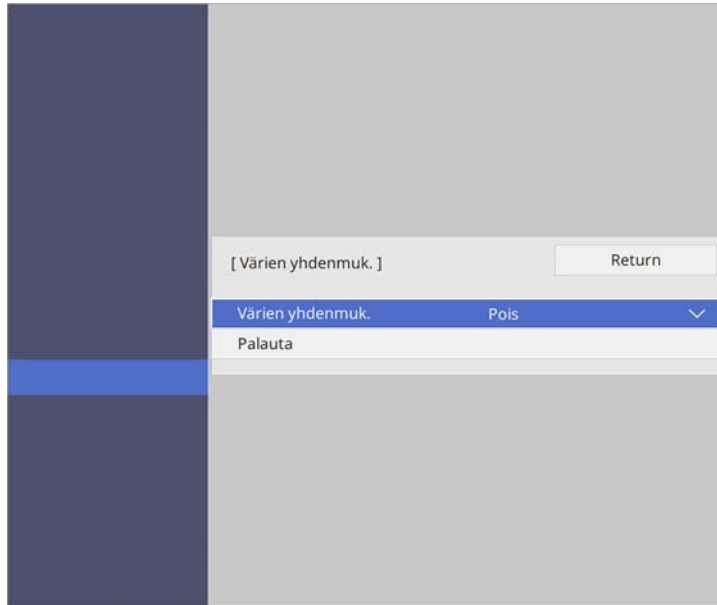 [ Värien yhdenmuk. ] Return
Värien yhdenmuk. Pois
Palauta